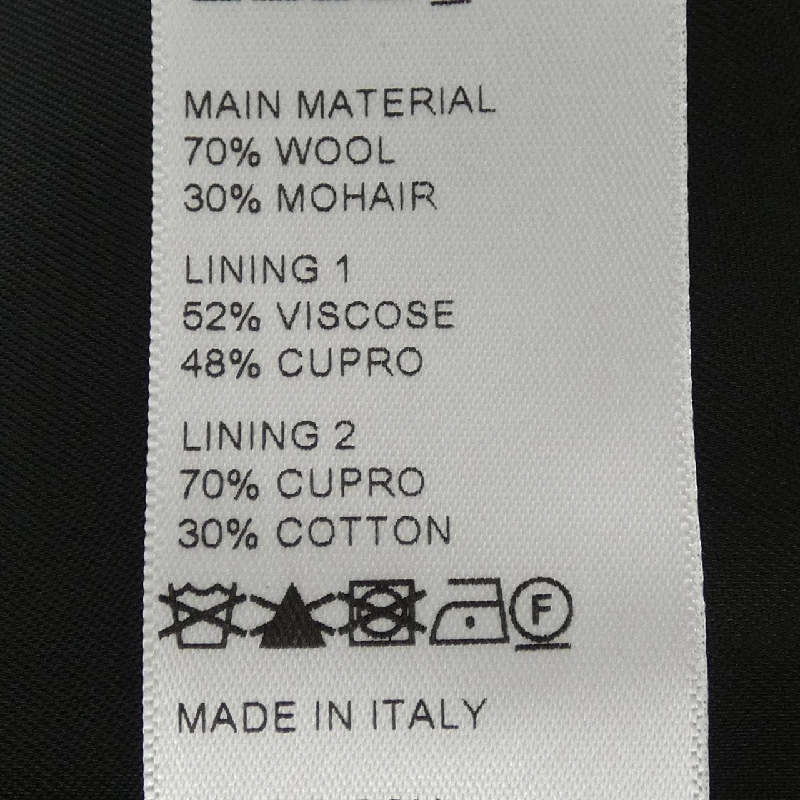 MAIN MATERIAL
70% WOOL
30% MOHAIR
LINING 1
52% VISCOSE
48% CUPRO
LINING 2
70% CUPRO
30% COTTON
F
MADE IN ITALY